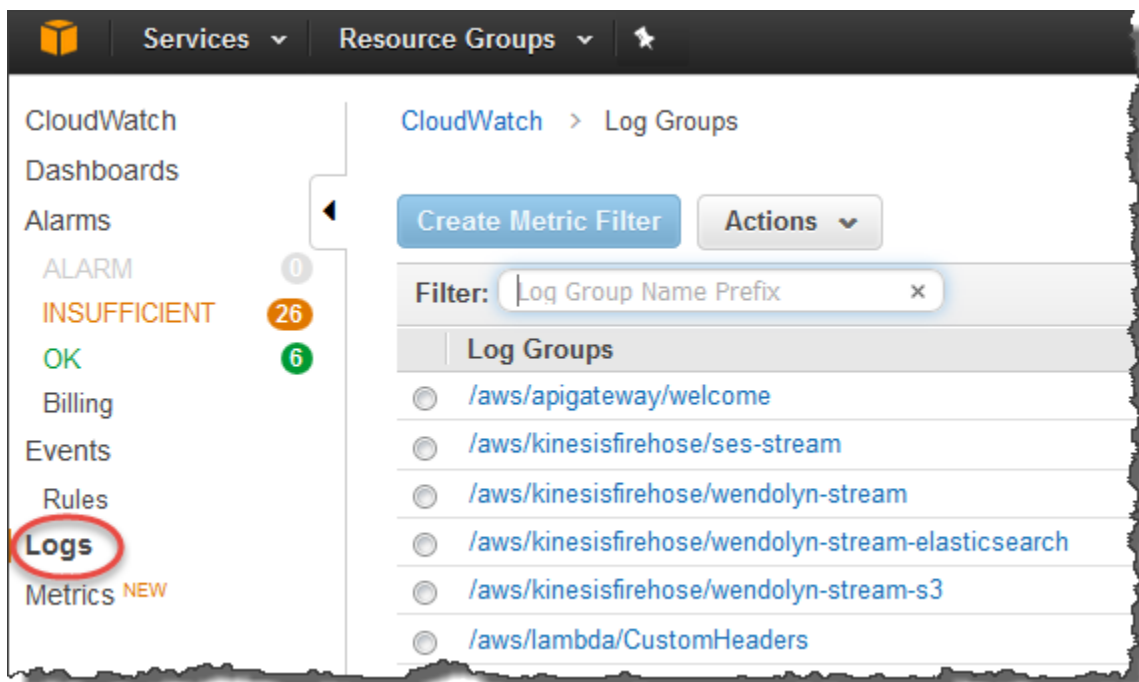 Services
Resource Groups
CloudWatch
Dashboards
Alarms
ALARM 0
INSUFFICIENT 26
OK 6
Billing
Events
Rules
Logs
Metrics NEW
CloudWatch > Log Groups
Create Metric Filter
Actions
Filter: Log Group Name Prefix ×
Log Groups
/aws/apigateway/welcome
/aws/kinesisfirehose/ses-stream
/aws/kinesisfirehose/wendolyn-stream
/aws/kinesisfirehose/wendolyn-stream-elasticsearch
/aws/kinesisfirehose/wendolyn-stream-s3
/aws/lambda/CustomHeaders